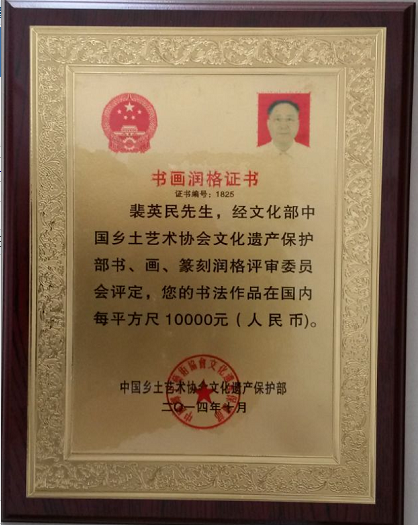 书画润格证书
证书编号：1825
裴英民先生，经文化部中
国乡土艺术协会文化遗产保护
部书、画、篆刻润格评审委员
会评定，您的书法作品在国内
每平方尺10000元（人民币)。
中国乡土艺术协会文化遗产保护部
二〇一四年七月